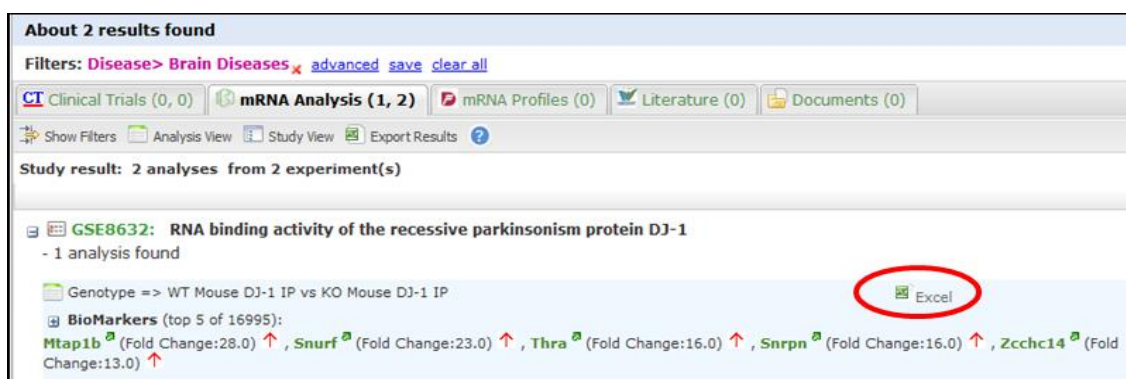 About 2 results found
Filters: Disease> Brain Diseases x advanced save clear all
CT Clinical Trials (0, 0) mRNA Analysis (1, 2) mRNA Profiles (0) Literature (0) Documents (0)
Show Filters Analysis View Study View Export Results ?
Study result: 2 analyses from 2 experiment(s)
GSE8632: RNA binding activity of the recessive parkinsonism protein DJ-1
- 1 analysis found
Genotype => WT Mouse DJ-1 IP vs KO Mouse DJ-1 IP Excel
BioMarkers (top 5 of 16995):
Mtap1b (Fold Change:28.0) ↑ , Snurf (Fold Change:23.0) ↑ , Thra (Fold Change:16.0) ↑ , Snrpn (Fold Change:16.0) ↑ , Zcchc14 (Fold
Change:13.0) ↑